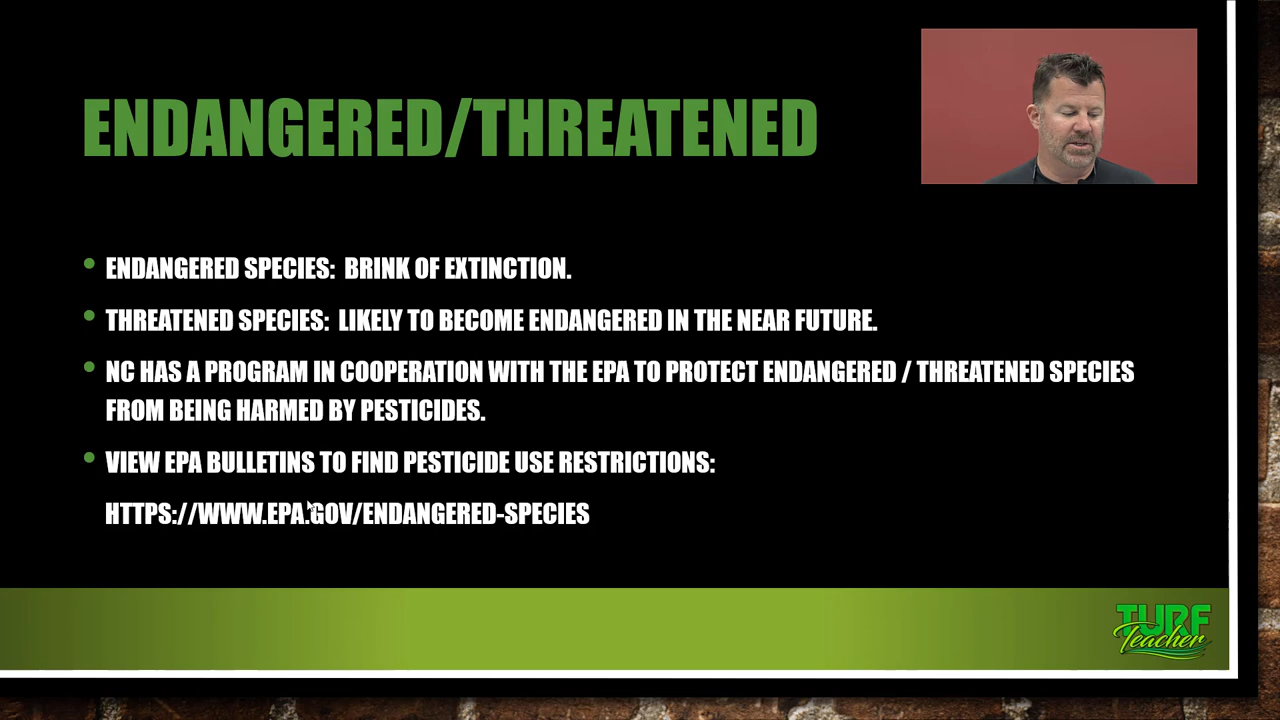 ENDANGERED/THREATENED
• ENDANGERED SPECIES: BRINK OF EXTINCTION.
• THREATENED SPECIES: LIKELY TO BECOME ENDANGERED IN THE NEAR FUTURE.
• NC HAS A PROGRAM IN COOPERATION WITH THE EPA TO PROTECT ENDANGERED / THREATENED SPECIES
FROM BEING HARMED BY PESTICIDES.
• VIEW EPA BULLETINS TO FIND PESTICIDE USE RESTRICTIONS:
HTTPS://WWW.EPA.GOV/ENDANGERED-SPECIES
TURF
Teacher